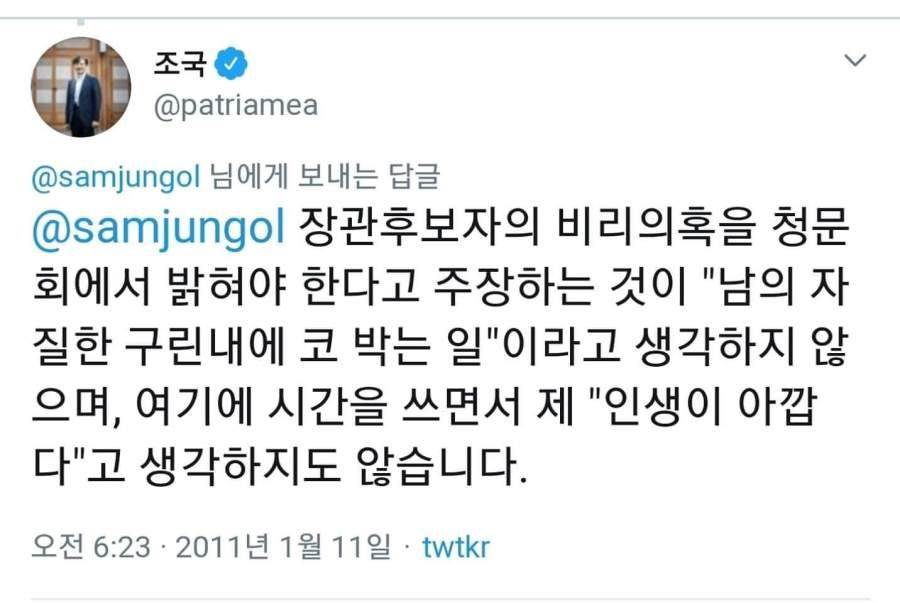 조국
@patriamea
@samjungol 님에게 보내는 답글
@samjungol 장관후보자의 비리의혹을 청문
회에서 밝혀야 한다고 주장하는 것이 "남의 자
질한 구린내에 코 박는 일"이라고 생각하지 않
으며, 여기에 시간을 쓰면서 제 "인생이 아깝
다"고 생각하지도 않습니다.
오전 6:23 · 2011년 1월 11일 · twtkr